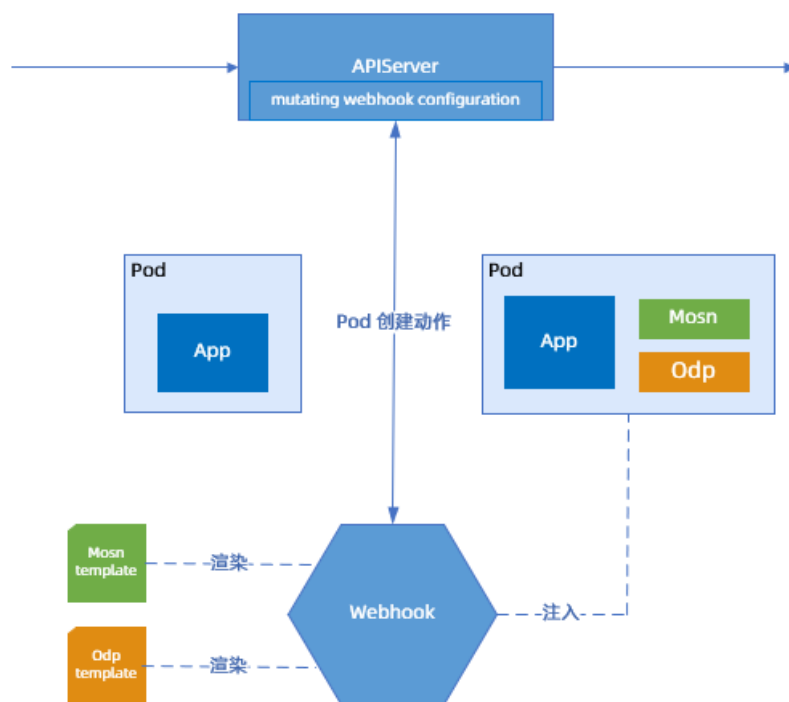 APIServer
mutating webhook configuration
Pod
App
Pod 创建动作
Pod
App
Mosn
Odp
Mosn
template
渲染
Webhook
注入
Odp
template
渲染